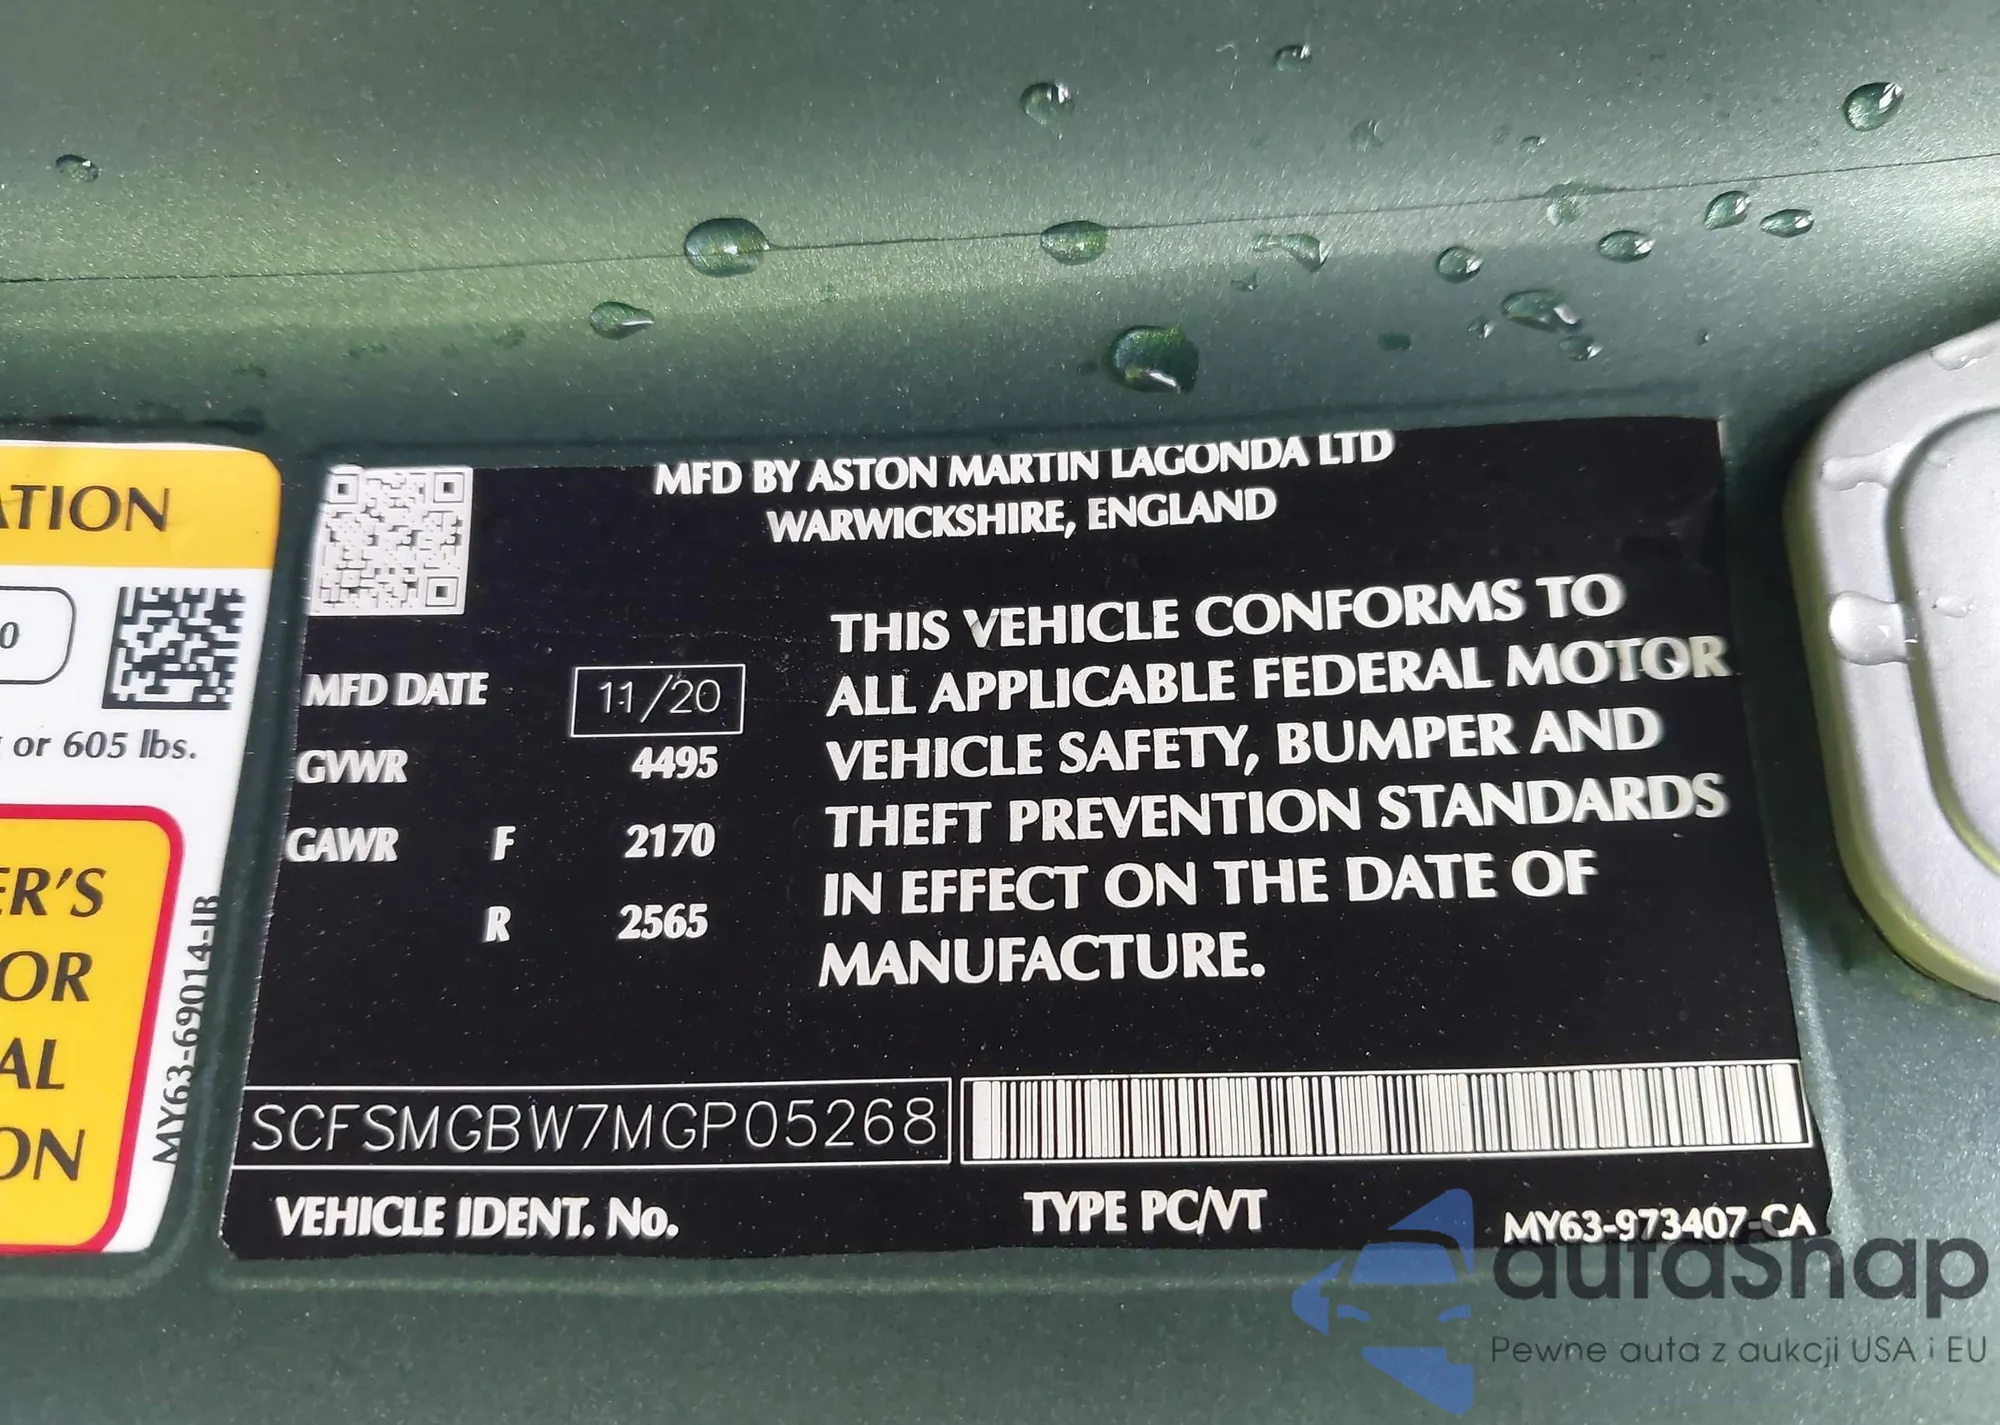 MFD BY ASTON MARTIN LAGONDA LTD
WARWICKSHIRE, ENGLAND
THIS VEHICLE CONFORMS TO
ALL APPLICABLE FEDERAL MOTOR
VEHICLE SAFETY, BUMPER AND
THEFT PREVENTION STANDARDS
IN EFFECT ON THE DATE OF
MANUFACTURE.
MFD DATE 11/20
GVWR 4495
GAWR F 2170
R 2565
SCFSMGBW7MGP05268
VEHICLE IDENT. No.
TYPE PC/VT
MY63-973407-CA
ATION
0
or 605 lbs.
ER'S
OR
AL
ON
MY63-69014-JB
autaSnap
Pewne auta z aukcji USA i EU